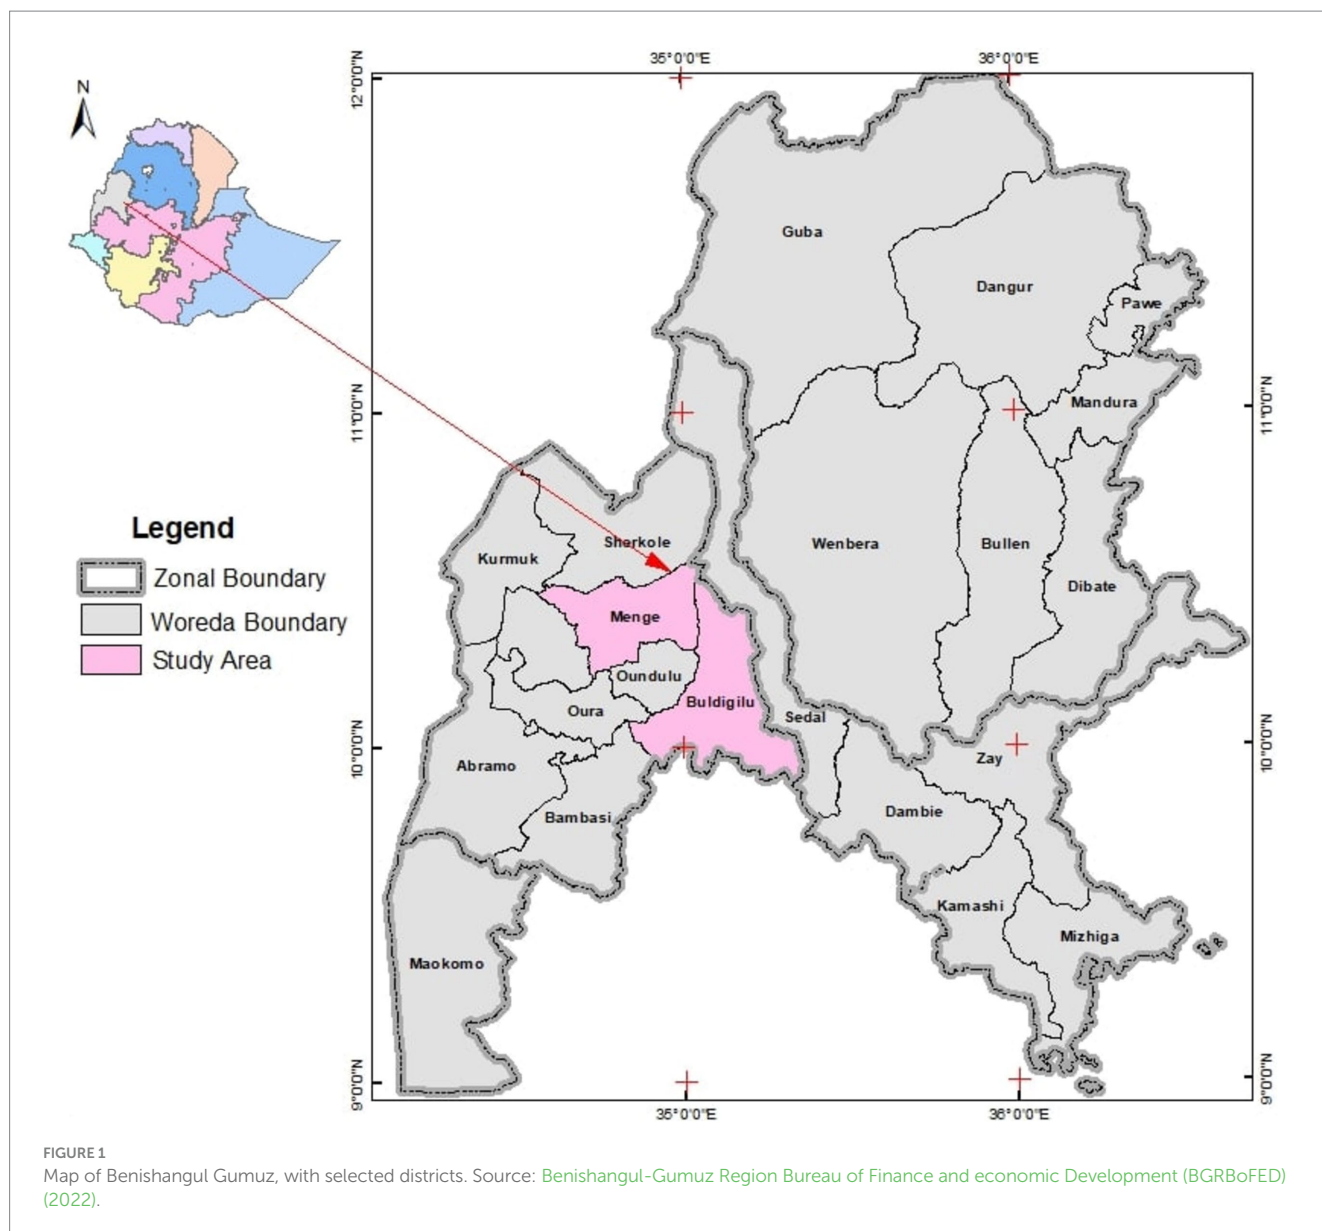 35°0'0"E
36°0'0"E
12°0'0"N
N
Guba
Dangur
Pawe
11°0'0"N
11°0'0"N
Mandura
Legend
Zonal Boundary
Woreda Boundary
Study Area
Sherkole
Kurmuk
Wenbera
Bullen
Dibate
Menge
Oundulu
Buldigilu
Oura
Sedal
10°0'0"N
10°0'0"N
Abramo
Zay
Bambasi
Dambie
Kamashi
Mizhiga
Maokomo
9°0'0"N
9°0'0"N
35°0'0"E
36°0'0"E
FIGURE 1
Map of Benishangul Gumuz, with selected districts. Source: Benishangul-Gumuz Region Bureau of Finance and economic Development (BGRBoFED)
(2022).